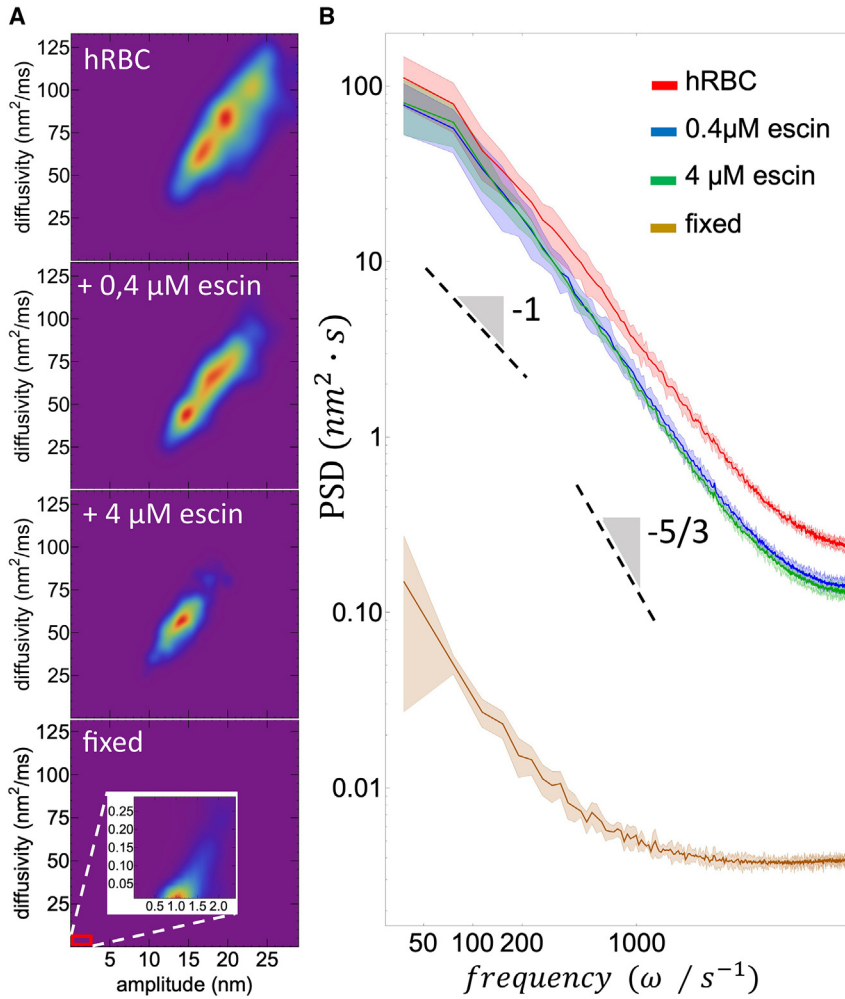 A
B
hRBC
diffusivity (nm²/ms)
125
100
75
50
25
+ 0,4 μM escin
diffusivity (nm²/ms)
125
100
75
50
25
+ 4 μM escin
diffusivity (nm²/ms)
125
100
75
50
25
fixed
diffusivity (nm²/ms)
125
100
75
50
25
0.25
0.20
0.15
0.10
0.05
0.5 1.0 1.5 2.0
5 10 15 20 25
amplitude (nm)
PSD (nm² · s)
100
10
1
0.10
0.01
hRBC
0.4μM escin
4 μM escin
fixed
-1
-5/3
50 100 200 1000
frequency (ω / s⁻¹)